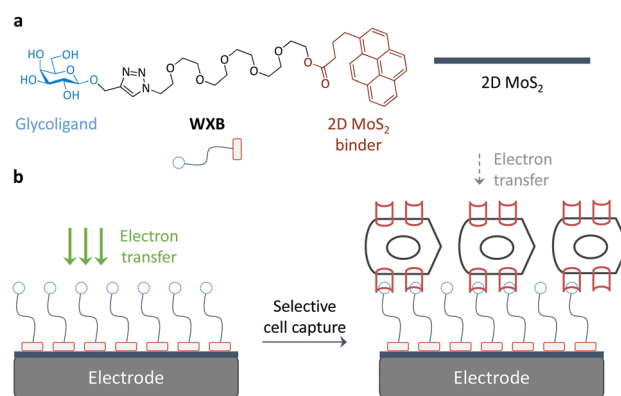 a
OH
OH
HO
HO
OH
O
O
N=N
N
O
O
O
O
O
O
O
2D MoS₂
Glycoligand
WXB
2D MoS₂
binder
Electron
transfer
b
Electron
transfer
Selective
cell capture
Electrode
Electrode